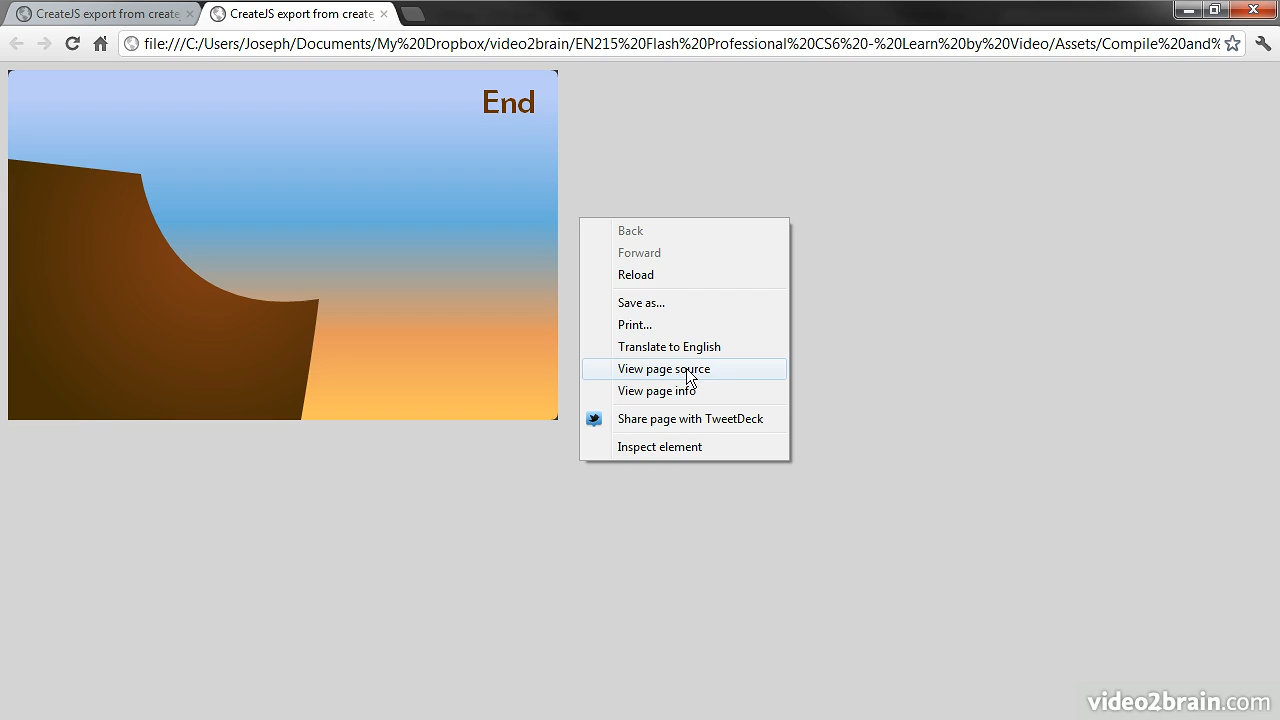 CreateJS export from create
CreateJS export from create
file:///C:/Users/Joseph/Documents/My%20Dropbox/video2brain/EN215%20Flash%20Professional%20CS6%20-%20Learn%20by%20Video/Assets/Compile%20and%
End
Back
Forward
Reload
Save as...
Print...
Translate to English
View page source
View page info
Share page with TweetDeck
Inspect element
video2brain.com